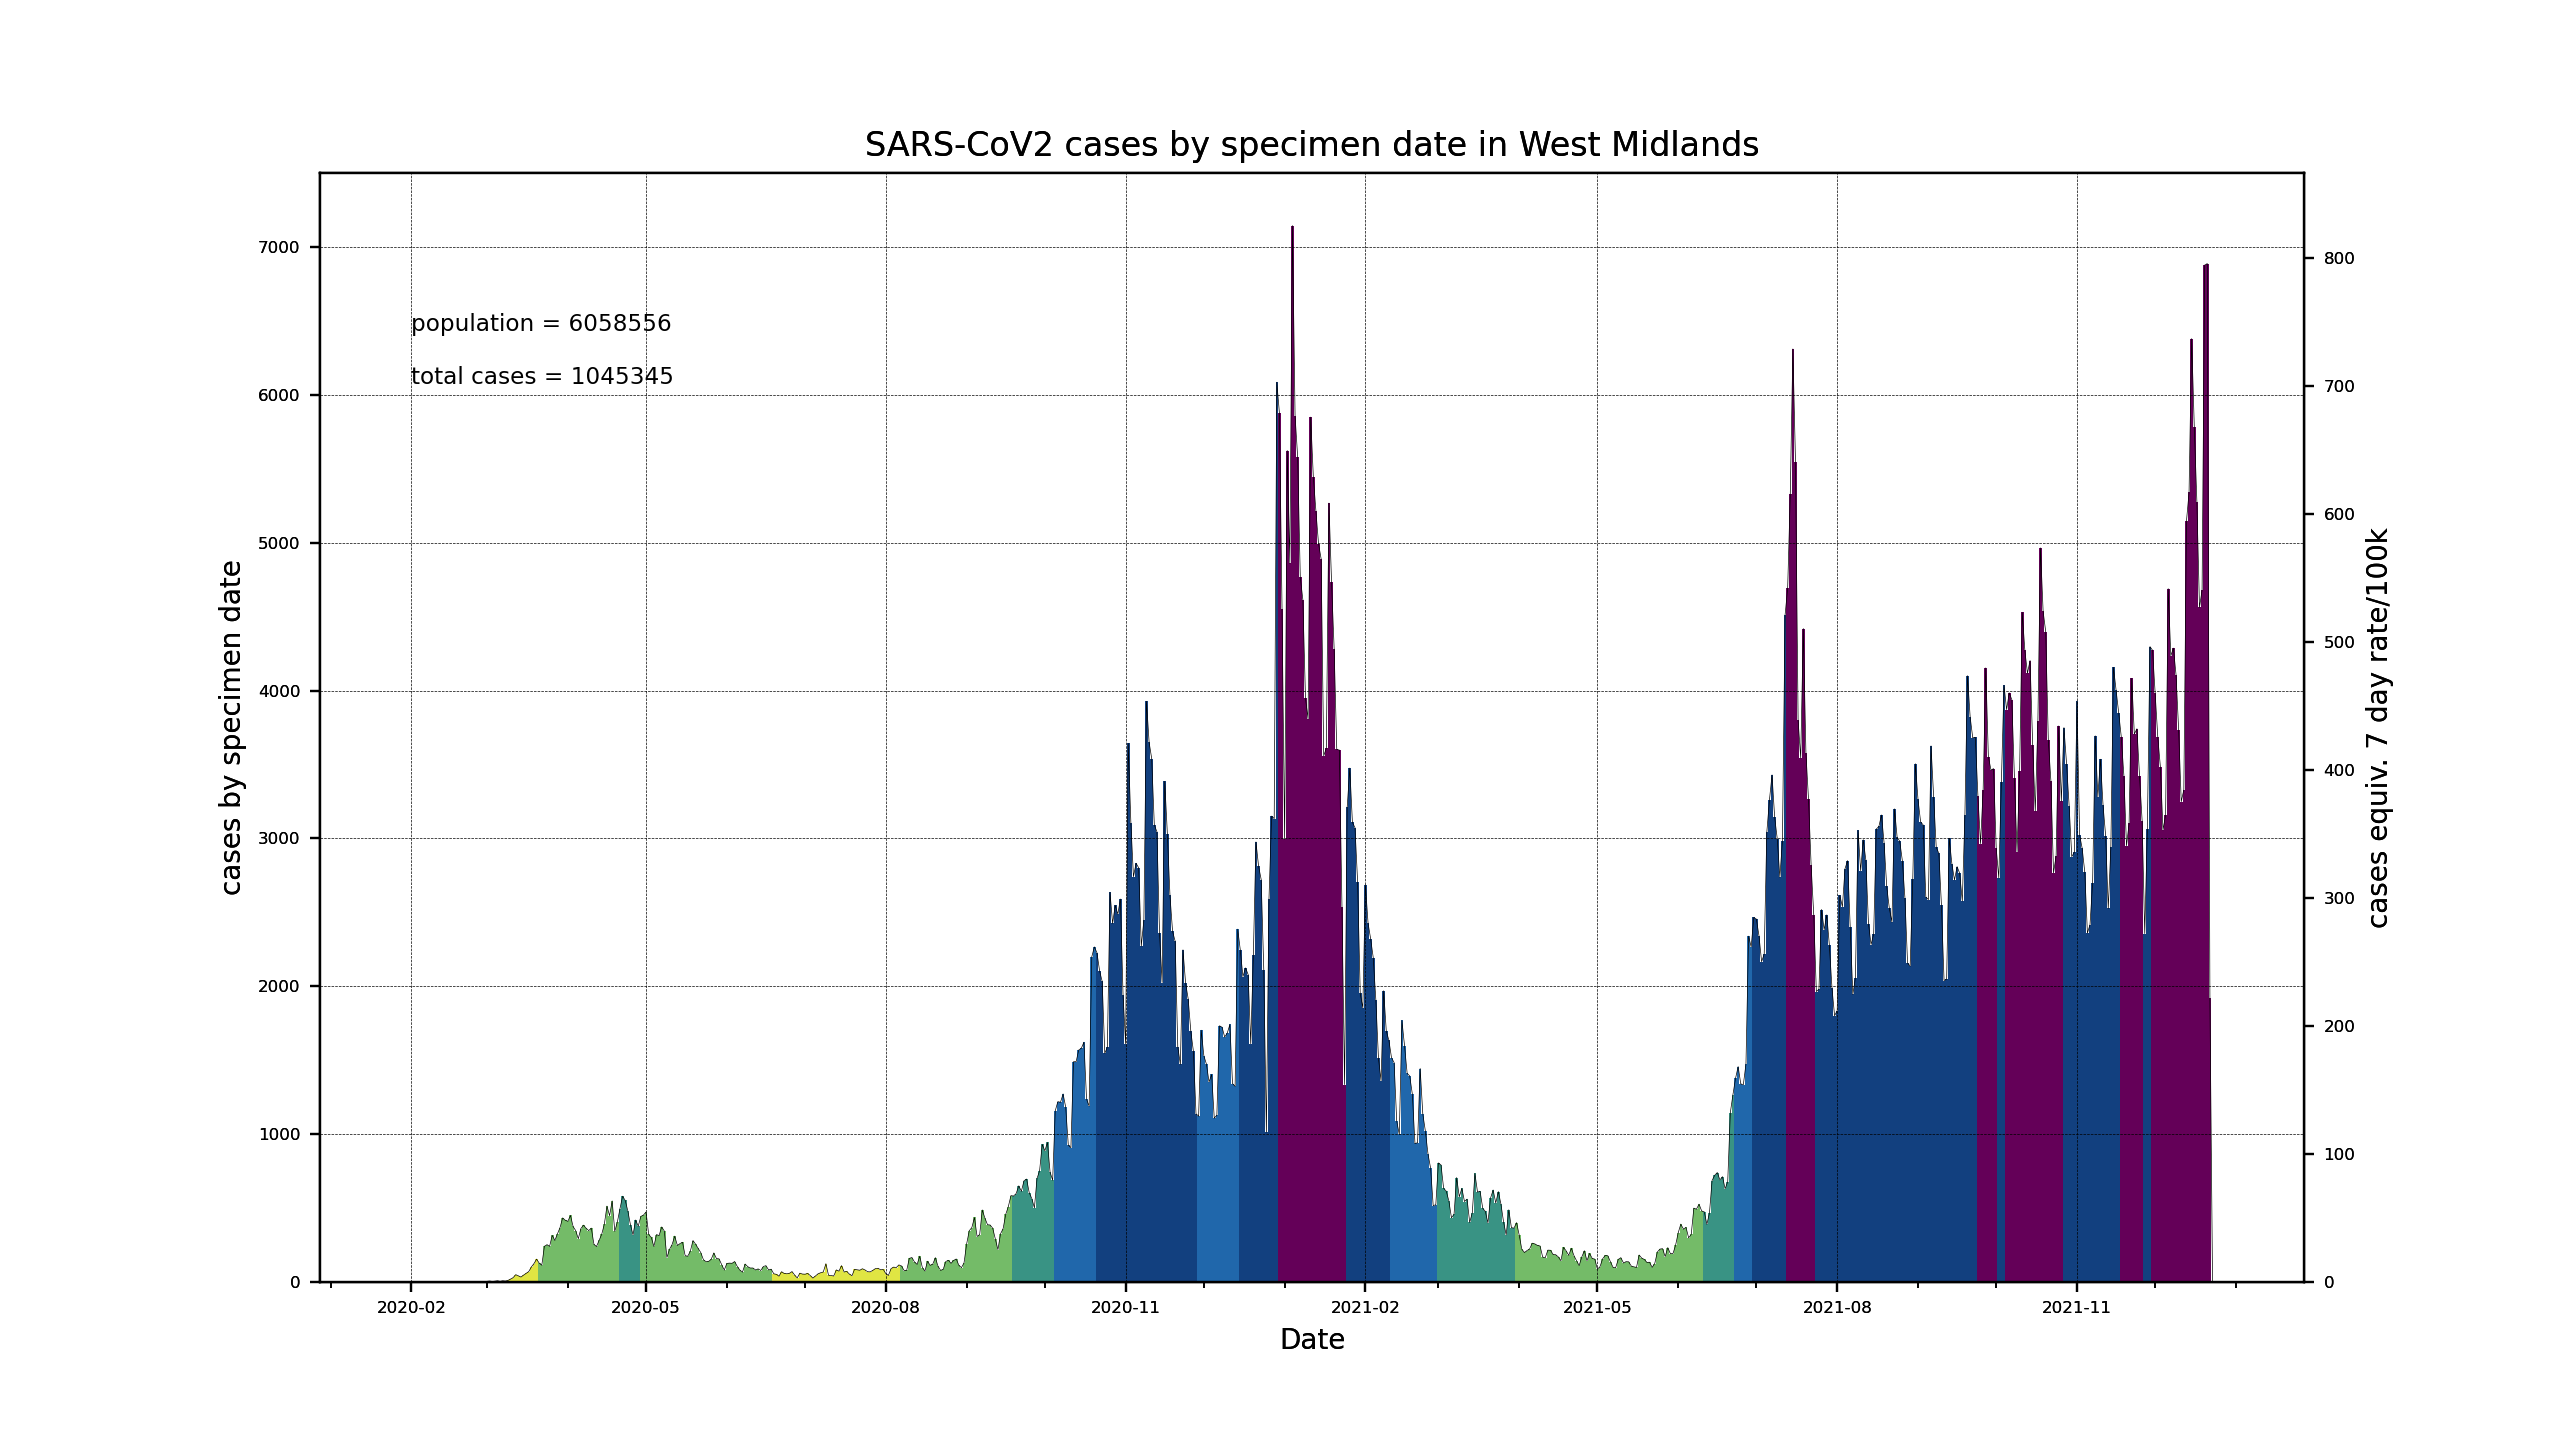 SARS-CoV2 cases by specimen date in West Midlands
population = 6058556
total cases = 1045345
cases by specimen date
7000
6000
5000
4000
3000
2000
1000
0
cases equiv. 7 day rate/100k
800
700
600
500
400
300
200
100
0
2020-02 2020-05 2020-08 2020-11 2021-02 2021-05 2021-08 2021-11
Date